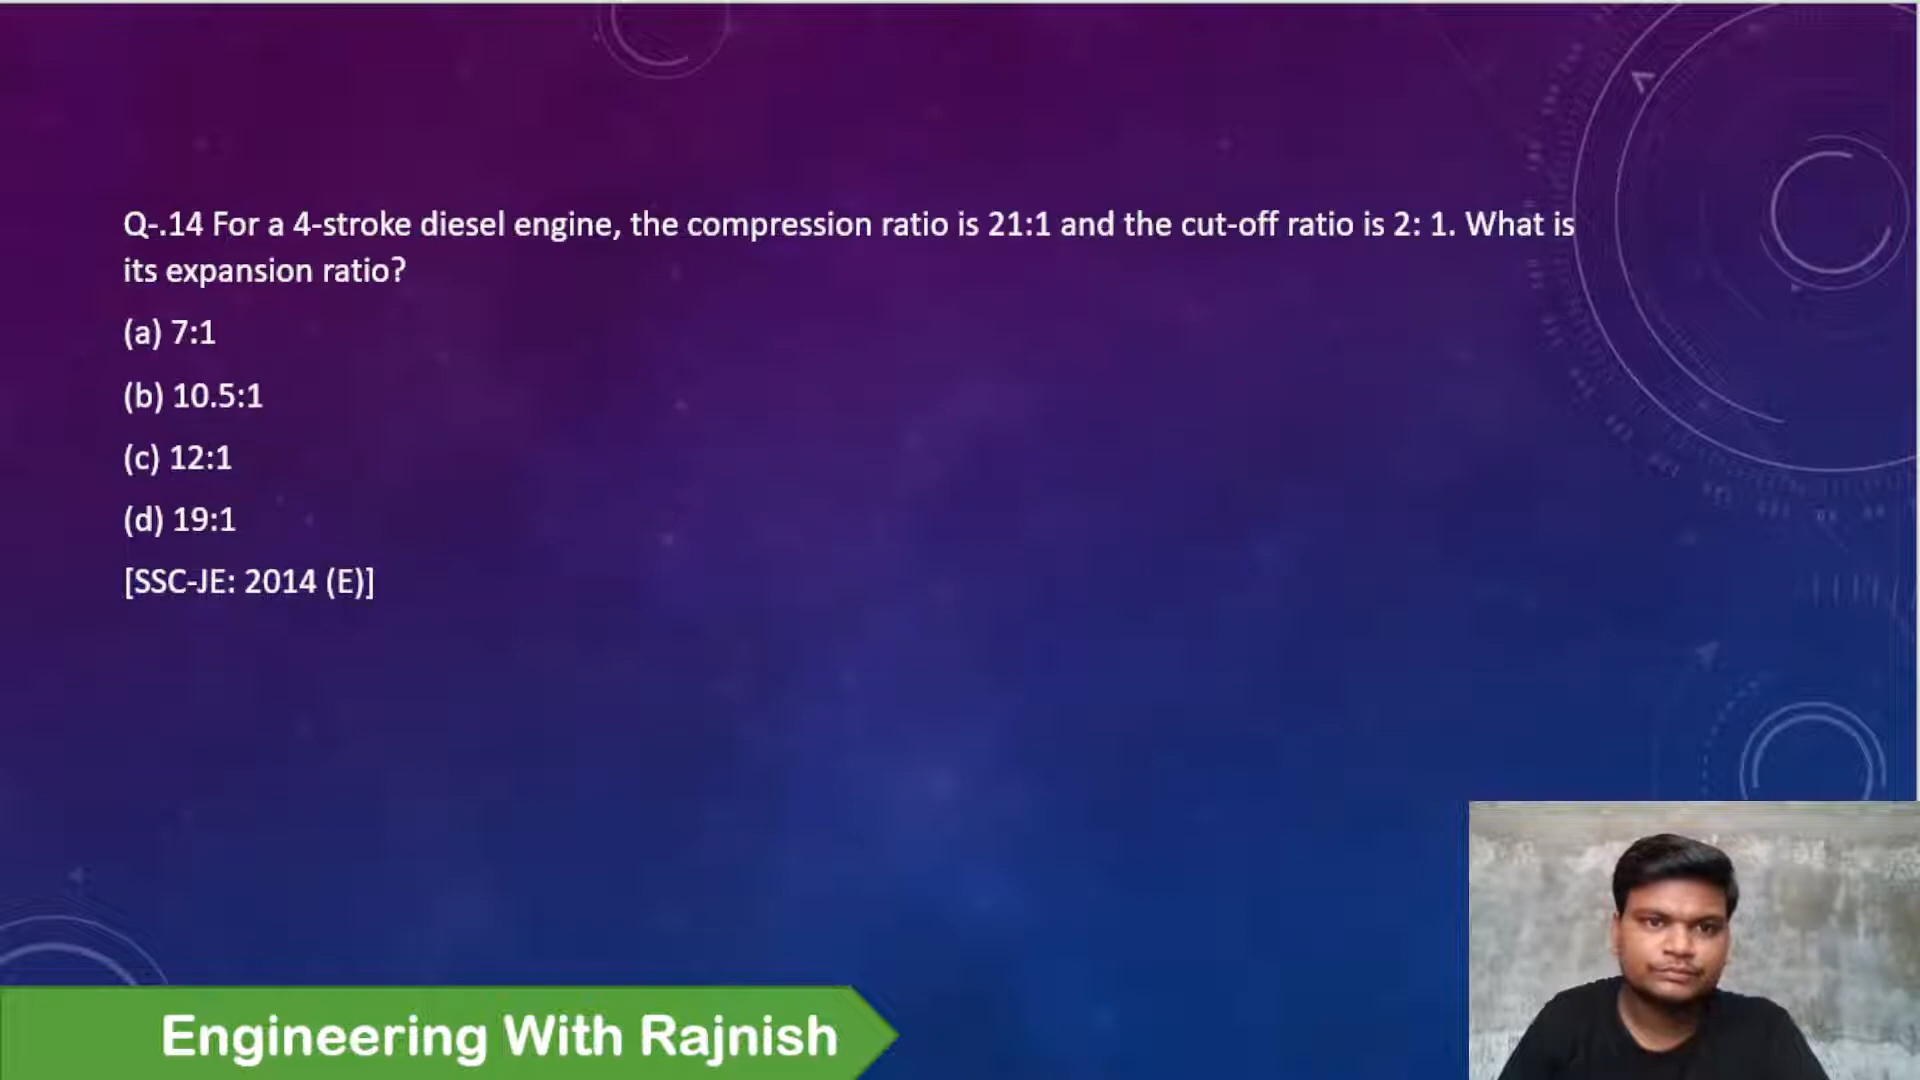 Q-.14 For a 4-stroke diesel engine, the compression ratio is 21:1 and the cut-off ratio is 2: 1. What is
its expansion ratio?
(a) 7:1
(b) 10.5:1
(c) 12:1
(d) 19:1
[SSC-JE: 2014 (E)]
Engineering With Rajnish